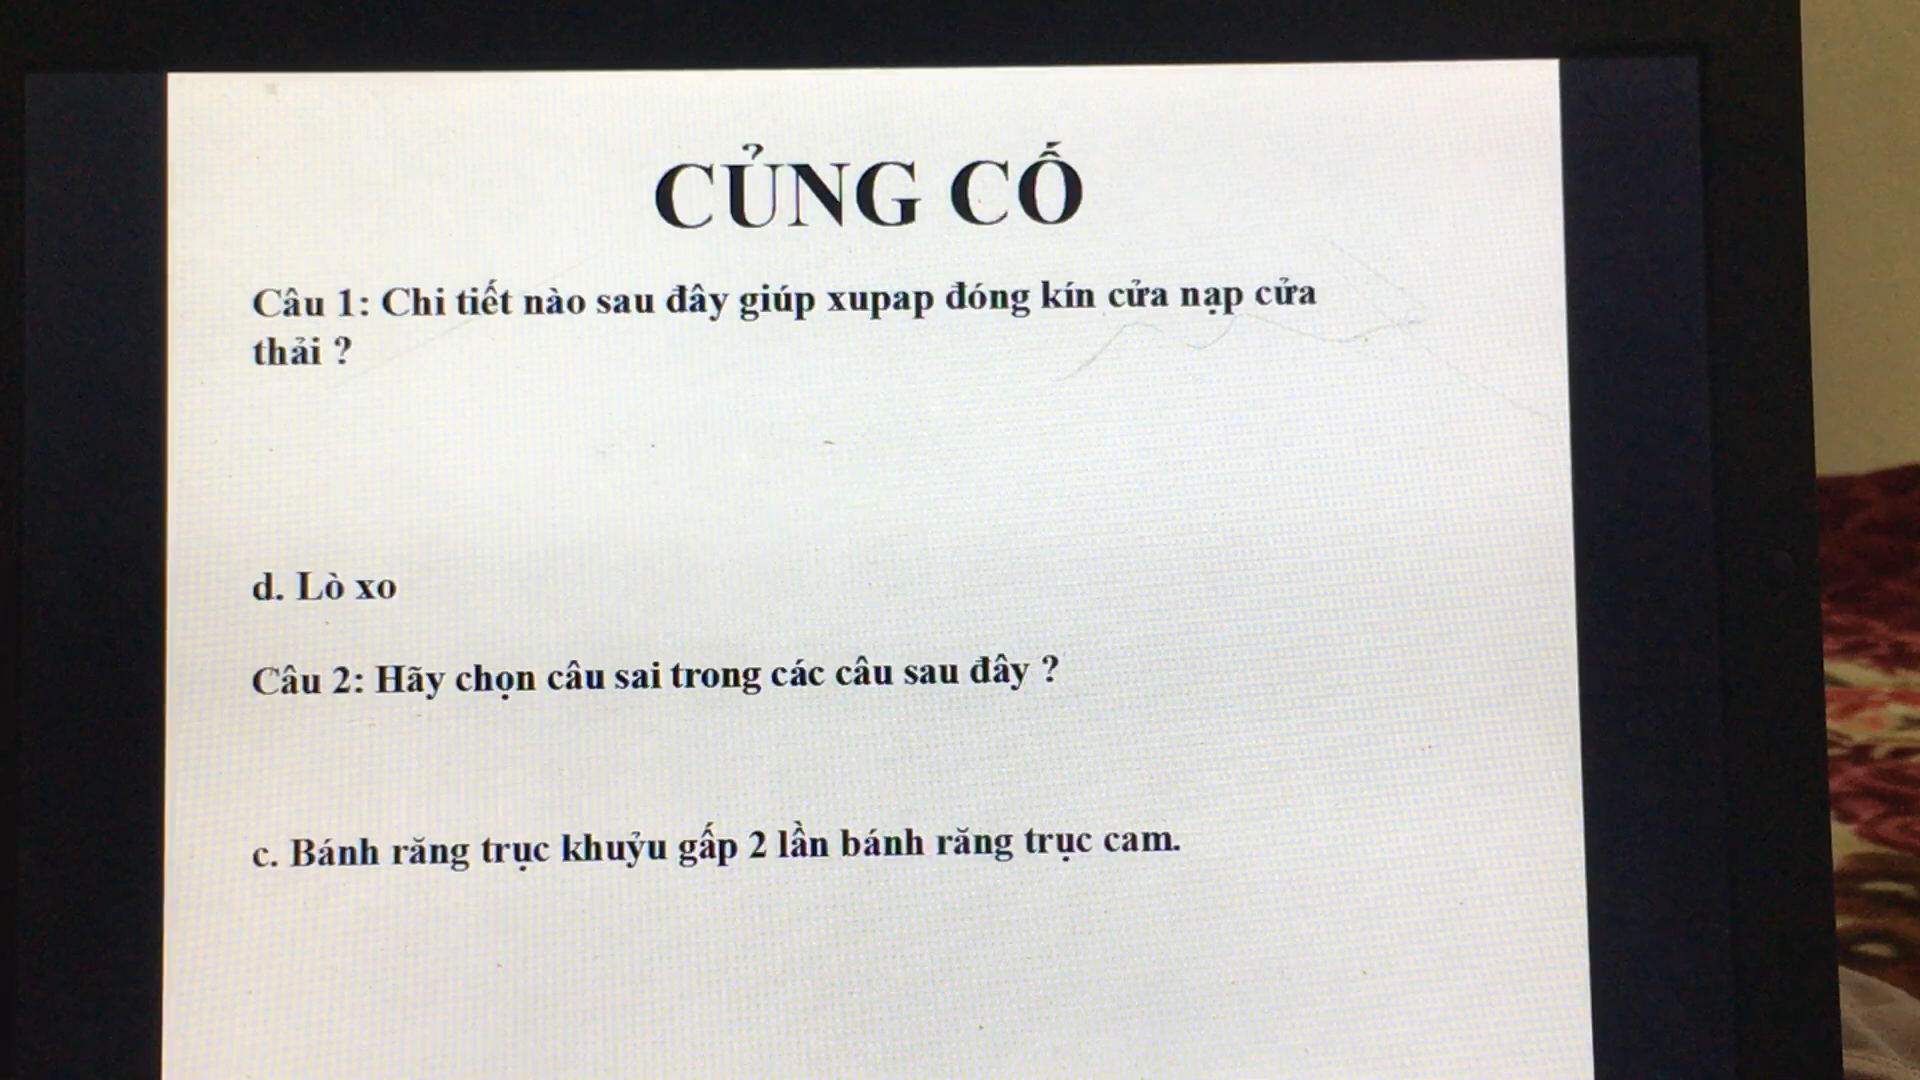 CỦNG CỐ
Câu 1: Chi tiết nào sau đây giúp xupap đóng kín cửa nạp cửa
thải ?
d. Lò xo
Câu 2: Hãy chọn câu sai trong các câu sau đây ?
c. Bánh răng trục khuỷu gấp 2 lần bánh răng trục cam.